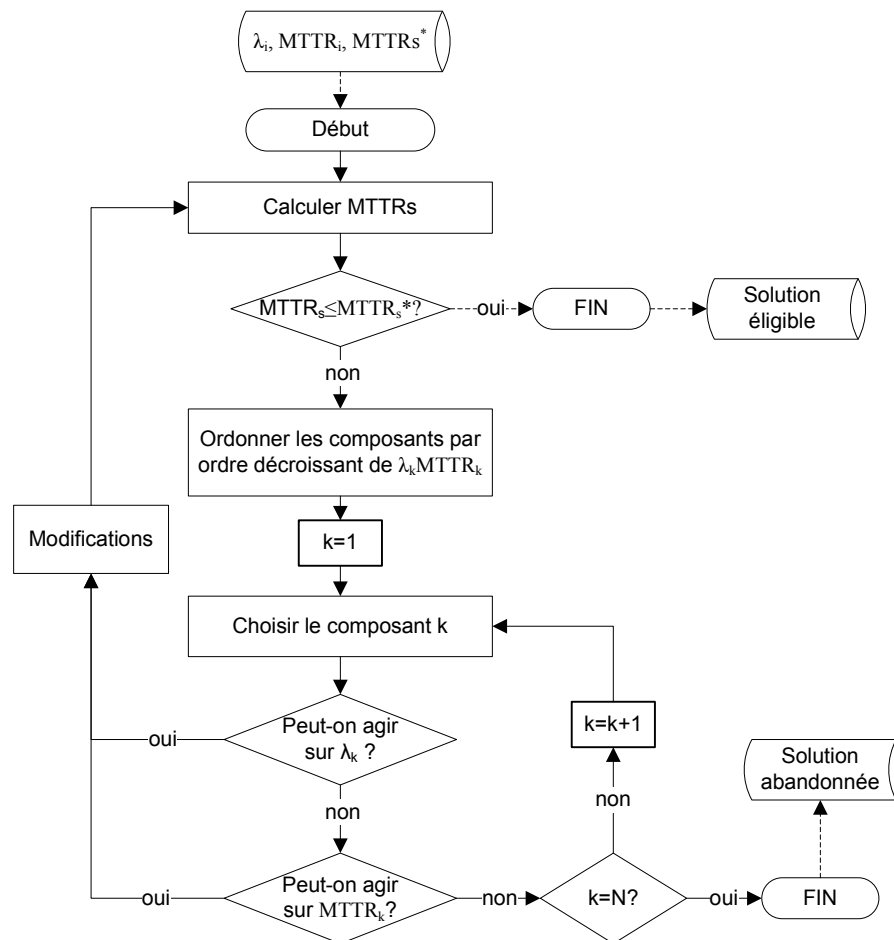 λᵢ, MTTRᵢ, MTTRs*
Début
Calculer MTTRs
MTTRₛ≤MTTRₛ*?
oui
FIN
Solution
éligible
non
Ordonner les composants par
ordre décroissant de λₖMTTRₖ
Modifications
k=1
Choisir le composant k
k=k+1
Peut-on agir
sur λₖ ?
oui
Solution
abandonnée
non
non
Peut-on agir
sur MTTRₖ?
oui
non
k=N?
oui
FIN